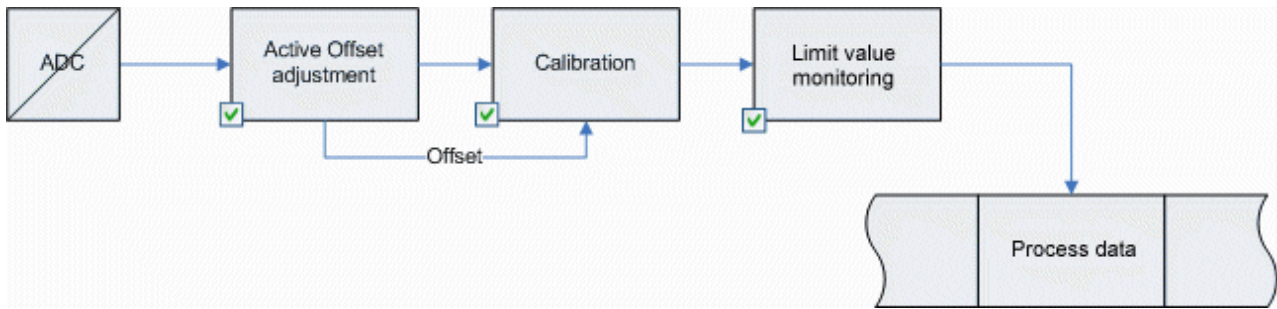 ADC
Active Offset
adjustment
Calibration
Limit value
monitoring
Offset
Process data